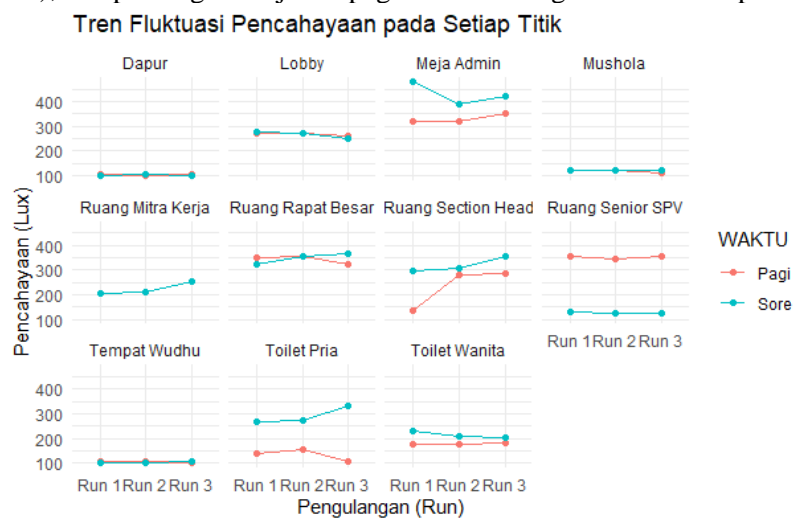 Tren Fluktuasi Pencahayaan pada Setiap Titik
Dapur Lobby Meja Admin Mushola
400
300
200
100
Ruang Mitra Kerja Ruang Rapat Besar Ruang Section Head Ruang Senior SPV
400
300
200
100
Run 1 Run 2 Run 3
Tempat Wudhu Toilet Pria Toilet Wanita
400
300
200
100
Run 1 Run 2 Run 3 Run 1 Run 2 Run 3 Run 1 Run 2 Run 3
Pengulangan (Run)
Pencahayaan (Lux)
WAKTU
Pagi
Sore